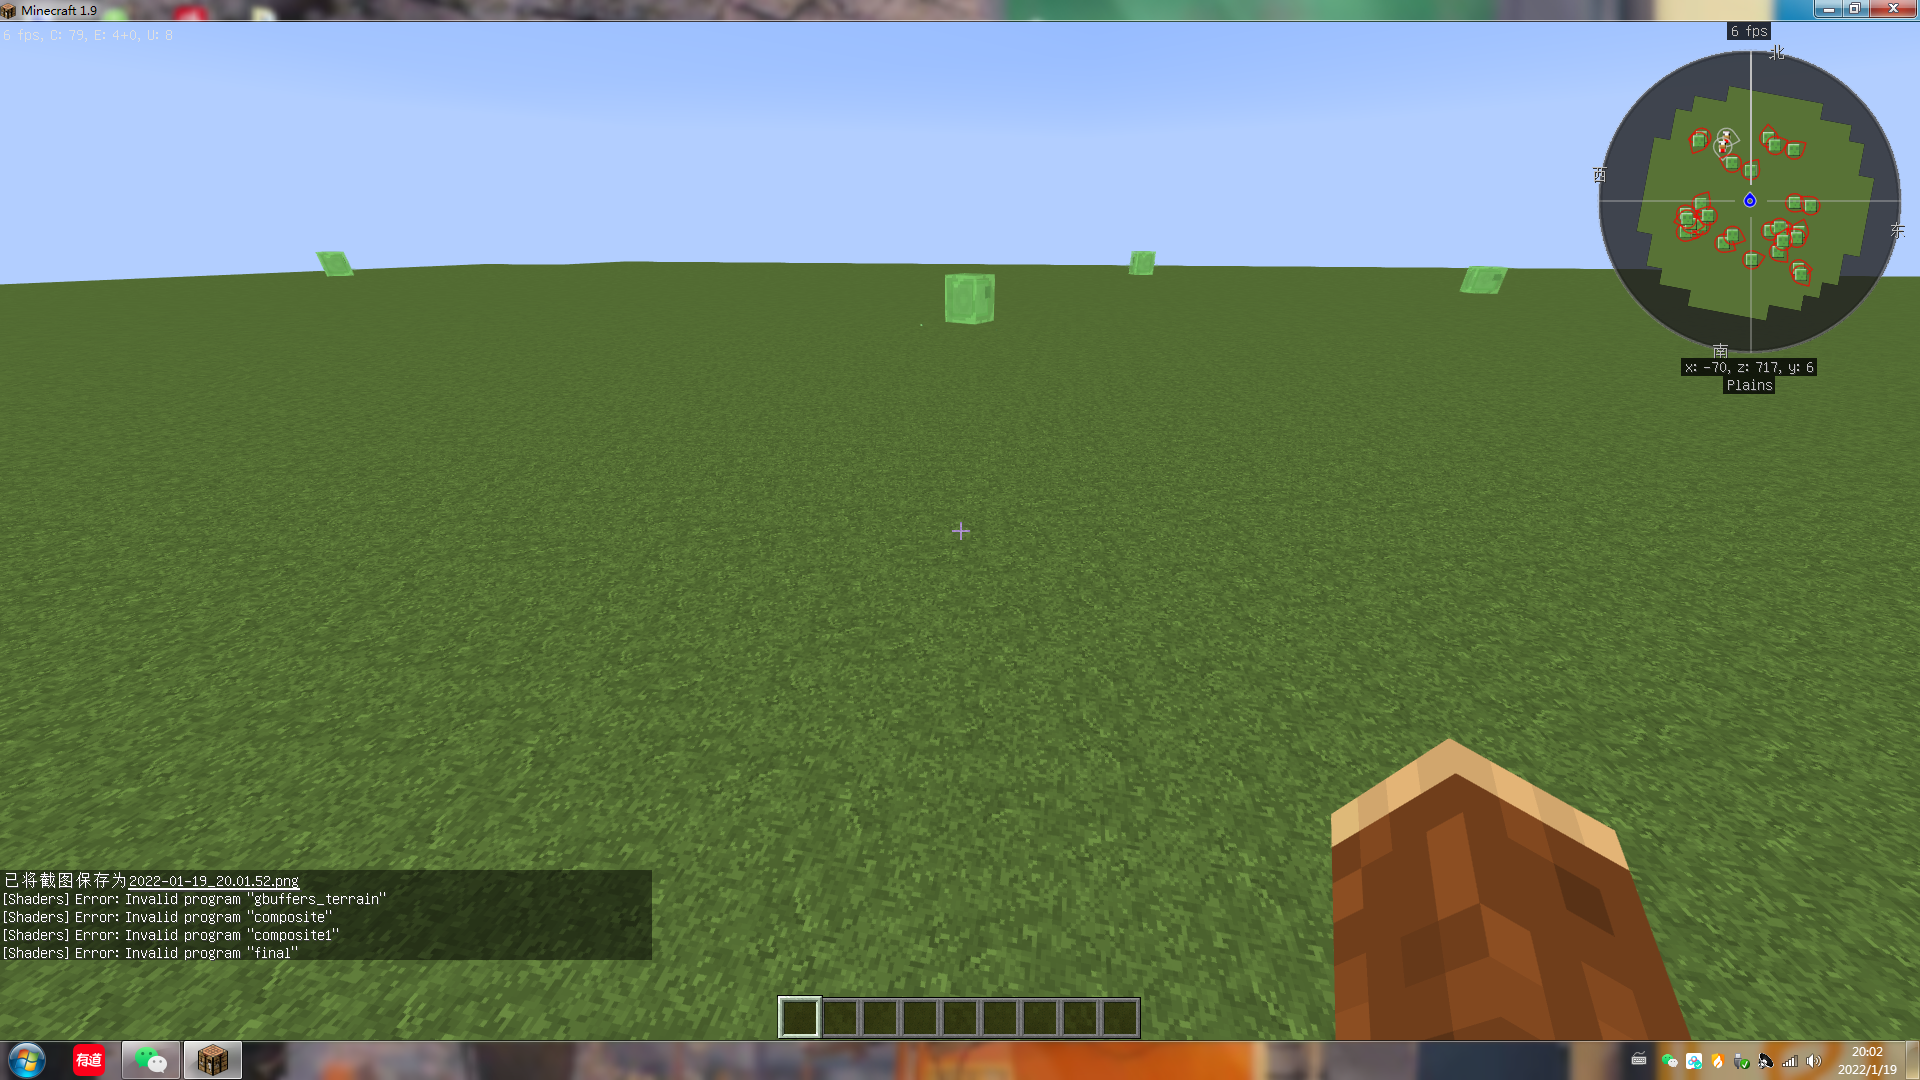 Minecraft 1.9
6 fps, C: 79, E: 4+0, U: 8
6 fps
北
西
东
南
x: -70, z: 717, y: 6
Plains
已将截图保存为2022-01-19_20.01.52.png
[Shaders] Error: Invalid program "gbuffers_terrain"
[Shaders] Error: Invalid program "composite"
[Shaders] Error: Invalid program "composite1"
[Shaders] Error: Invalid program "final"
有道
20:02
2022/1/19